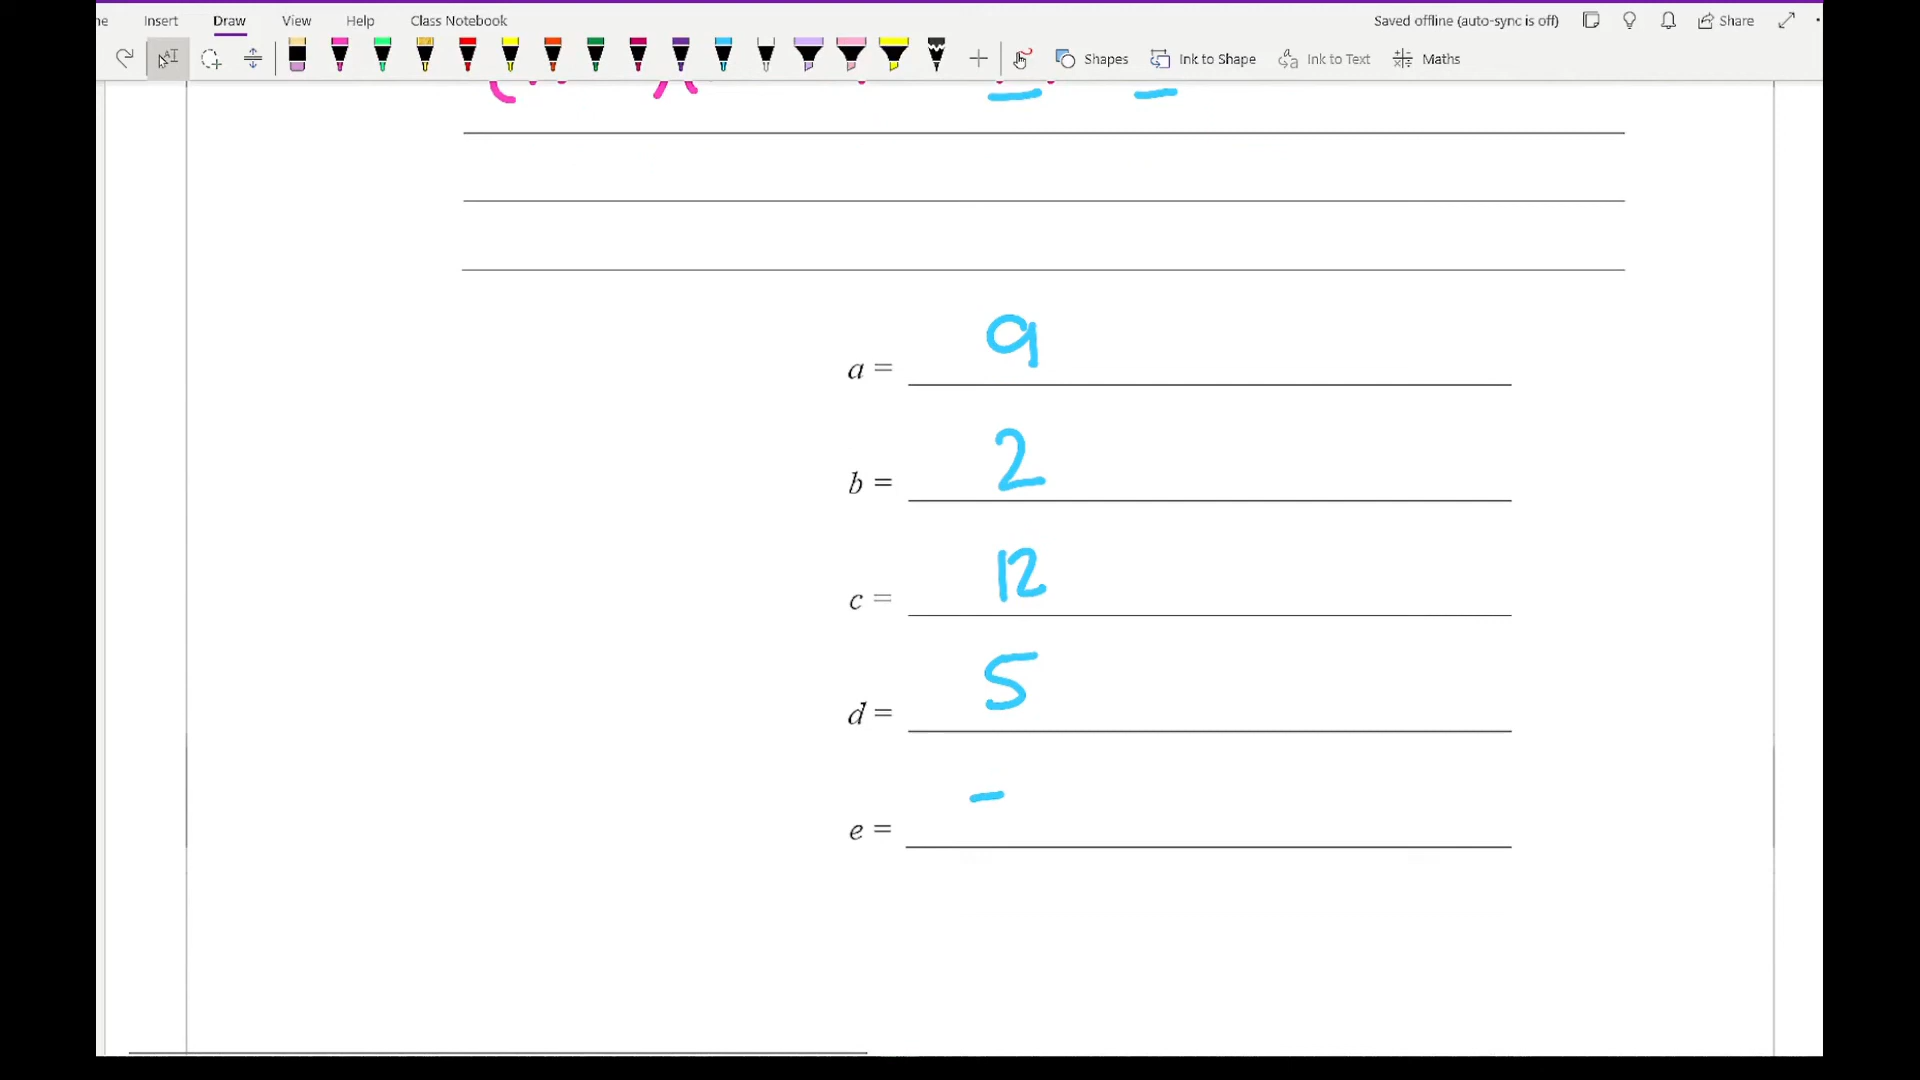 Insert Draw View Help Class Notebook Saved offline (auto-sync is off) Share
Shapes Ink to Shape Ink to Text Maths
a = 9
b = 2
c = 12
d = 5
e = -